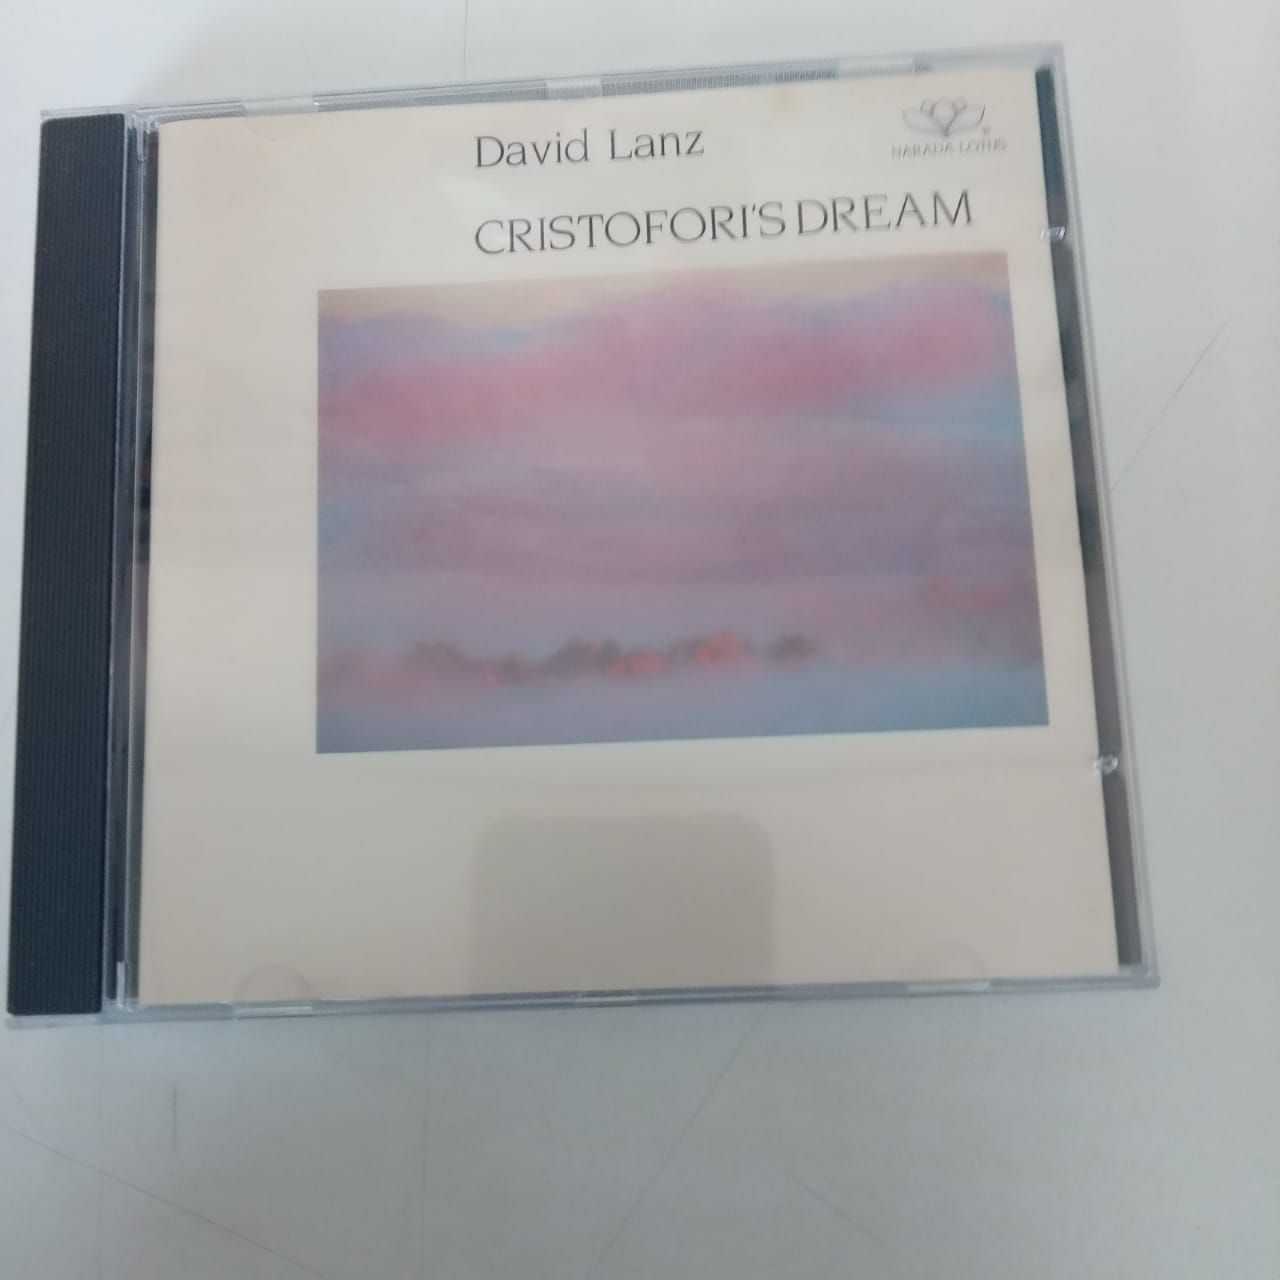 David Lanz
NARADA LOTUS
CRISTOFORI'S DREAM